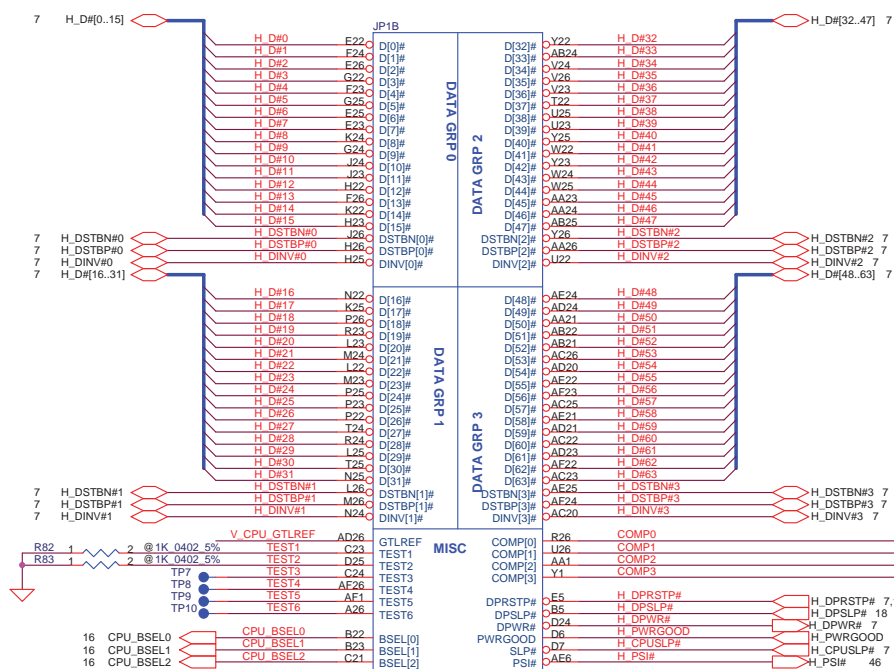 7 H_D#[0..15] JP1B H_D#[32..47] 7
H_D#0 E22 D[0]# D[32]# Y22 H_D#32
H_D#1 F24 D[1]# D[33]# AB24 H_D#33
H_D#2 E26 D[2]# D[34]# V24 H_D#34
H_D#3 G22 D[3]# D[35]# V26 H_D#35
H_D#4 F23 D[4]# D[36]# V23 H_D#36
H_D#5 G25 D[5]# D[37]# T22 H_D#37
H_D#6 E25 D[6]# D[38]# U25 H_D#38
H_D#7 E23 D[7]# D[39]# U23 H_D#39
H_D#8 K24 D[8]# D[40]# Y25 H_D#40
H_D#9 G24 D[9]# D[41]# W22 H_D#41
H_D#10 J24 D[10]# D[42]# Y23 H_D#42
H_D#11 J23 D[11]# D[43]# W24 H_D#43
H_D#12 H22 D[12]# D[44]# W25 H_D#44
H_D#13 F26 D[13]# D[45]# AA23 H_D#45
H_D#14 K22 D[14]# D[46]# AA24 H_D#46
H_D#15 H23 D[15]# D[47]# AB25 H_D#47
DATA GRP 0 DATA GRP 2
7 H_DSTBN#0 H_DSTBN#0 J26 DSTBN[0]# DSTBN[2]# Y26 H_DSTBN#2 H_DSTBN#2 7
7 H_DSTBP#0 H_DSTBP#0 H26 DSTBP[0]# DSTBP[2]# AA26 H_DSTBP#2 H_DSTBP#2 7
7 H_DINV#0 H_DINV#0 H25 DINV[0]# DINV[2]# U22 H_DINV#2 H_DINV#2 7
7 H_D#[16..31] H_D#[48..63] 7
H_D#16 N22 D[16]# D[48]# AE24 H_D#48
H_D#17 K25 D[17]# D[49]# AD24 H_D#49
H_D#18 P26 D[18]# D[50]# AA21 H_D#50
H_D#19 R23 D[19]# D[51]# AB22 H_D#51
H_D#20 L23 D[20]# D[52]# AB21 H_D#52
H_D#21 M24 D[21]# D[53]# AC26 H_D#53
H_D#22 L22 D[22]# D[54]# AD20 H_D#54
H_D#23 M23 D[23]# D[55]# AE22 H_D#55
H_D#24 P25 D[24]# D[56]# AF23 H_D#56
H_D#25 P23 D[25]# D[57]# AC25 H_D#57
H_D#26 P22 D[26]# D[58]# AE21 H_D#58
H_D#27 T24 D[27]# D[59]# AD21 H_D#59
H_D#28 R24 D[28]# D[60]# AC22 H_D#60
H_D#29 L25 D[29]# D[61]# AD23 H_D#61
H_D#30 T25 D[30]# D[62]# AF22 H_D#62
H_D#31 N25 D[31]# D[63]# AC23 H_D#63
DATA GRP 1 DATA GRP 3
7 H_DSTBN#1 H_DSTBN#1 L26 DSTBN[1]# DSTBN[3]# AE25 H_DSTBN#3 H_DSTBN#3 7
7 H_DSTBP#1 H_DSTBP#1 M26 DSTBP[1]# DSTBP[3]# AF24 H_DSTBP#3 H_DSTBP#3 7
7 H_DINV#1 H_DINV#1 N24 DINV[1]# DINV[3]# AC20 H_DINV#3 H_DINV#3 7
V_CPU_GTLREF AD26 GTLREF MISC COMP[0] R26 COMP0
R82 1 2 @1K_0402_5% TEST1 C23 TEST1 COMP[1] U26 COMP1
R83 1 2 @1K_0402_5% TEST2 D25 TEST2 COMP[2] AA1 COMP2
TP7 TEST3 C24 TEST3 COMP[3] Y1 COMP3
TP8 TEST4 AF26 TEST4
TP9 TEST5 AF1 TEST5 DPRSTP# E5 H_DPRSTP# H_DPRSTP# 7,
TP10 TEST6 A26 TEST6 DPSLP# B5 H_DPSLP# H_DPSLP# 18
DPWR# D24 H_DPWR# H_DPWR# 7
16 CPU_BSEL0 CPU_BSEL0 B22 BSEL[0] PWRGOOD D6 H_PWRGOOD H_PWRGOOD
16 CPU_BSEL1 CPU_BSEL1 B23 BSEL[1] SLP# D7 H_CPUSLP# H_CPUSLP# 7
16 CPU_BSEL2 CPU_BSEL2 C21 BSEL[2] PSI# AE6 H_PSI# H_PSI# 46